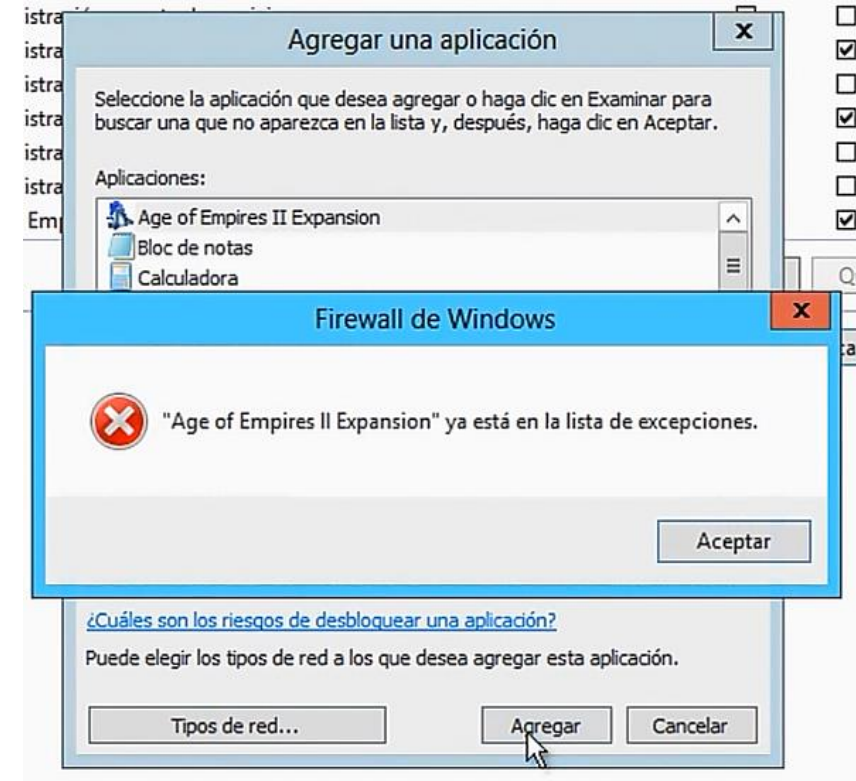 Agregar una aplicación
Seleccione la aplicación que desea agregar o haga clic en Examinar para
buscar una que no aparezca en la lista y, después, haga clic en Aceptar.
Aplicaciones:
Age of Empires II Expansion
Bloc de notas
Calculadora
Firewall de Windows
"Age of Empires II Expansion" ya está en la lista de excepciones.
Aceptar
¿Cuáles son los riesgos de desbloquear una aplicación?
Puede elegir los tipos de red a los que desea agregar esta aplicación.
Tipos de red...
Agregar
Cancelar